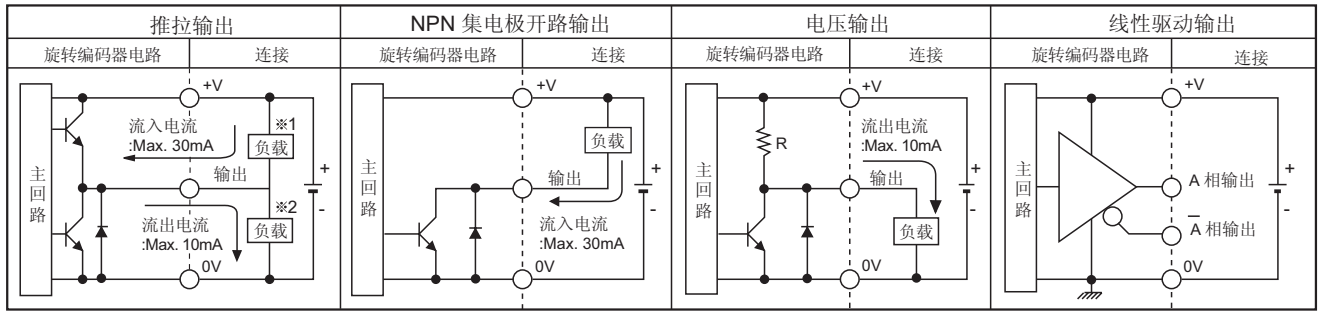 推拉输出
旋转编码器电路
连接
主回路
+V
流入电流
:Max. 30mA
※1
负载
输出
※2
负载
流出电流
:Max. 10mA
0V
+
-
NPN 集电极开路输出
旋转编码器电路
连接
主回路
+V
负载
输出
流入电流
:Max. 30mA
0V
+
-
电压输出
旋转编码器电路
连接
主回路
R
+V
流出电流
:Max. 10mA
输出
负载
0V
+
-
线性驱动输出
旋转编码器电路
连接
主回路
+V
A 相输出
A̅ 相输出
0V
+
-